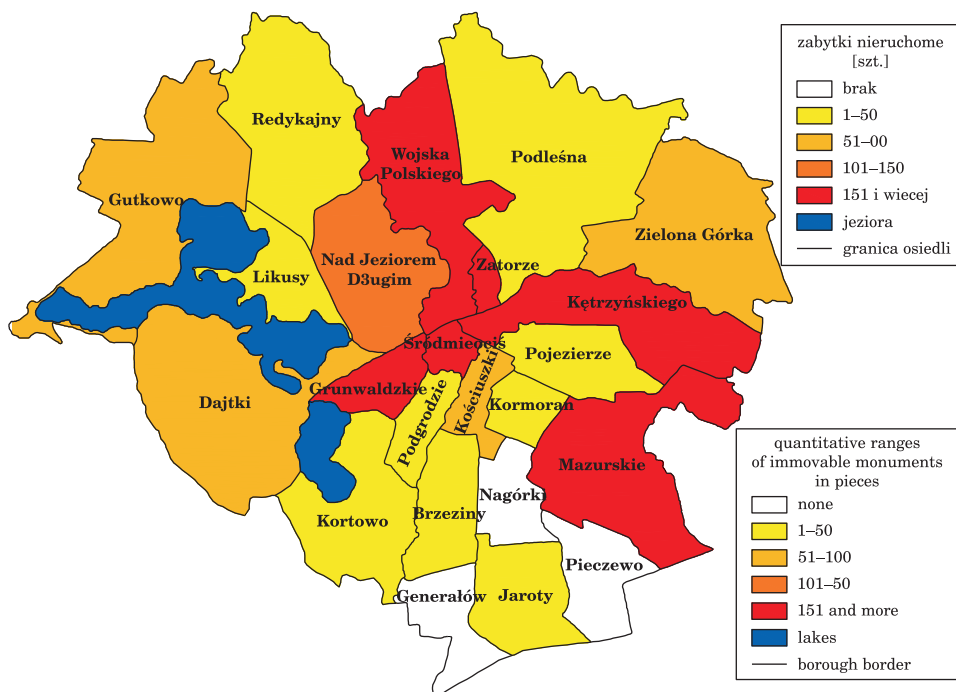 zabytki nieruchome
[szt.]
brak
1–50
51–00
101–150
151 i wiecej
jeziora
granica osiedli
Redykajny
Wojska
Polskiego
Podleśna
Gutkowo
Zielona Górka
Likusy
Nad Jeziorem
D3ugim
Zatorze
Kętrzyńskiego
Śródmieociś
Pojezierze
Grunwaldzkie
Kościuszki
Dajtki
Podgrodzie
Kormoran
Mazurskie
Nagórki
Kortowo
Brzeziny
Pieczewo
Generałów
Jaroty
quantitative ranges
of immovable monuments
in pieces
none
1–50
51–100
101–50
151 and more
lakes
borough border